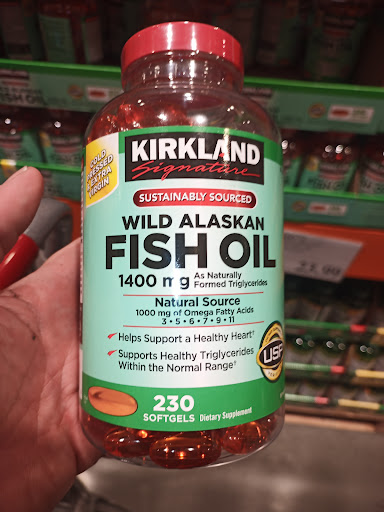 COLD
PRESSED
EXTRA
VIRGIN
KIRKLAND
Signature
SUSTAINABLY SOURCED
WILD ALASKAN
FISH OIL
1400 mg As Naturally
Formed Triglycerides
Natural Source
1000 mg of Omega Fatty Acids
3 • 5 • 6 • 7 • 9 • 11
Helps Support a Healthy Heart†
Supports Healthy Triglycerides
Within the Normal Range†
USP
230
SOFTGELS Dietary Supplement